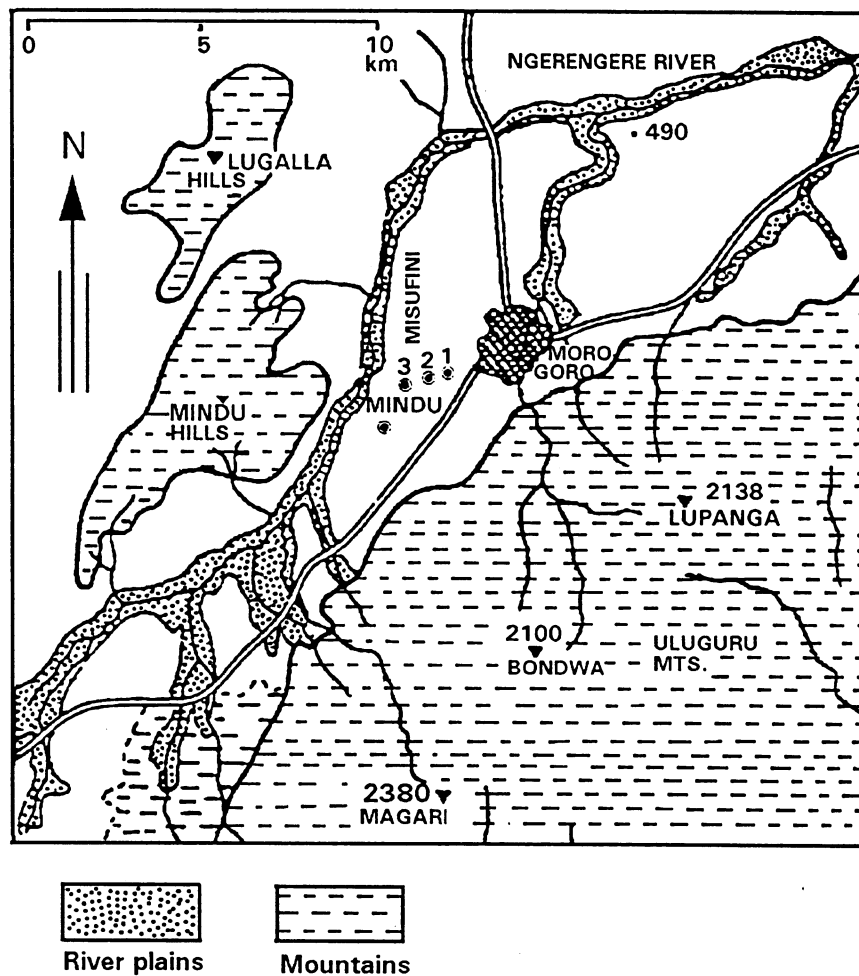 0 5 10
km
NGERENGERE RIVER
490
N
LUGALLA
HILLS
MISUFINI
3 2 1
MORO
GORO
MINDU
MINDU
HILLS
2138
LUPANGA
2100
BONDWA
ULUGURU
MTS.
2380
MAGARI
River plains
Mountains